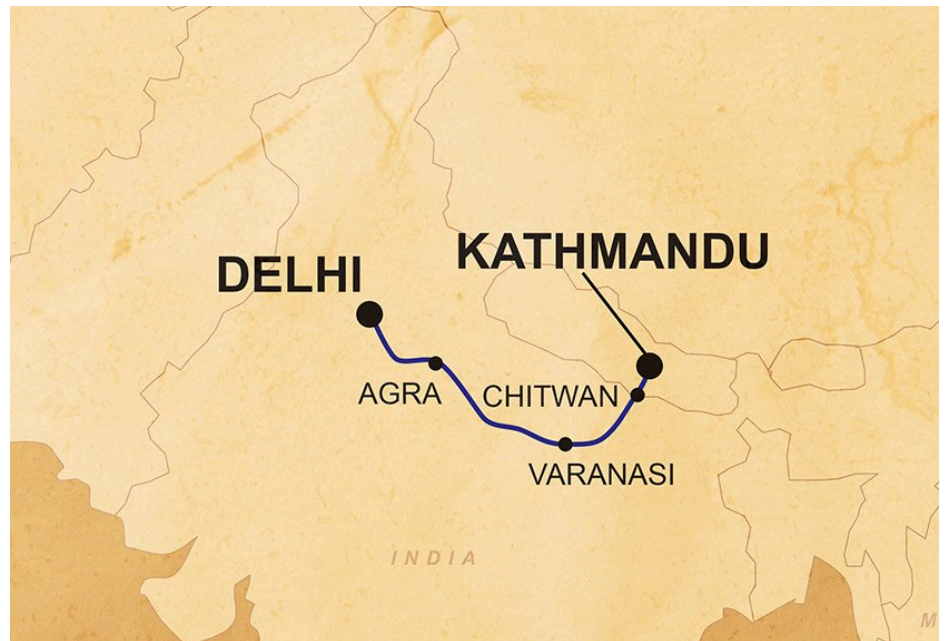 KATHMANDU
DELHI
AGRA
CHITWAN
VARANASI
INDIA
M